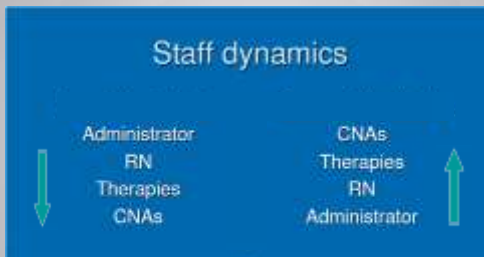 Staff dynamics
Administrator
RN
Therapies
CNAs
CNAs
Therapies
RN
Administrator